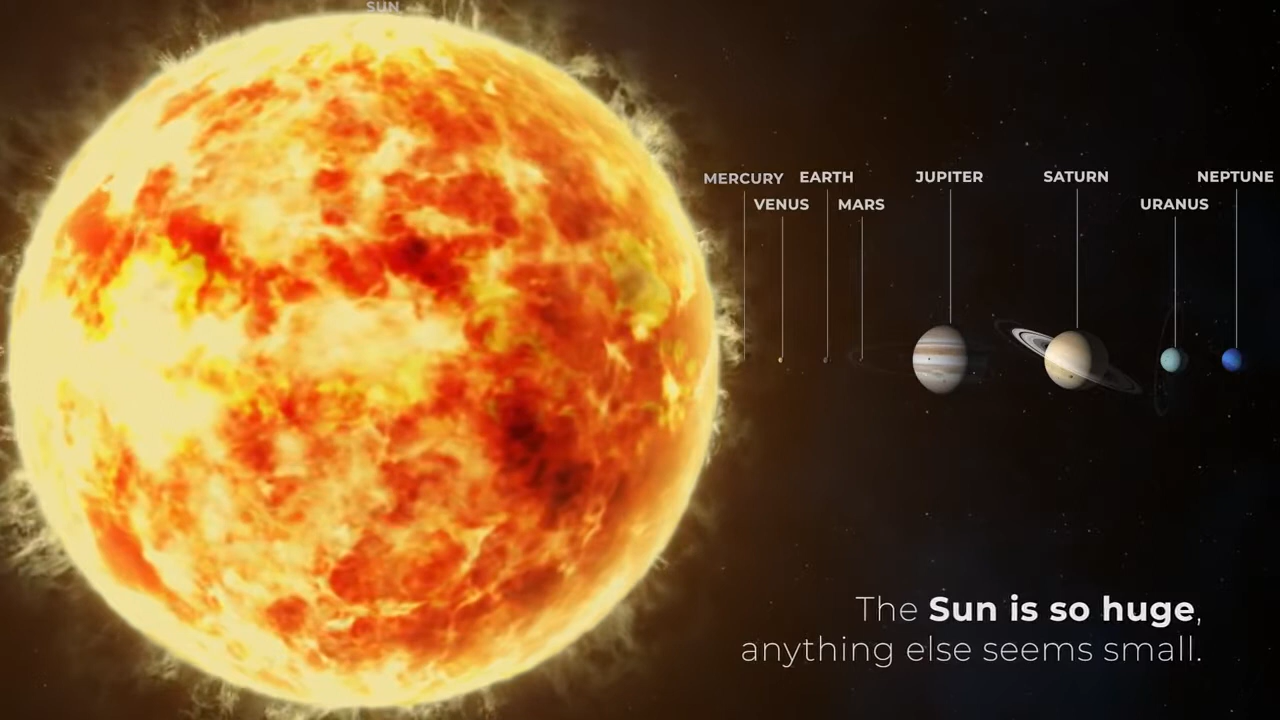 SUN
MERCURY
EARTH
VENUS
MARS
JUPITER
SATURN
URANUS
NEPTUNE
The Sun is so huge,
anything else seems small.